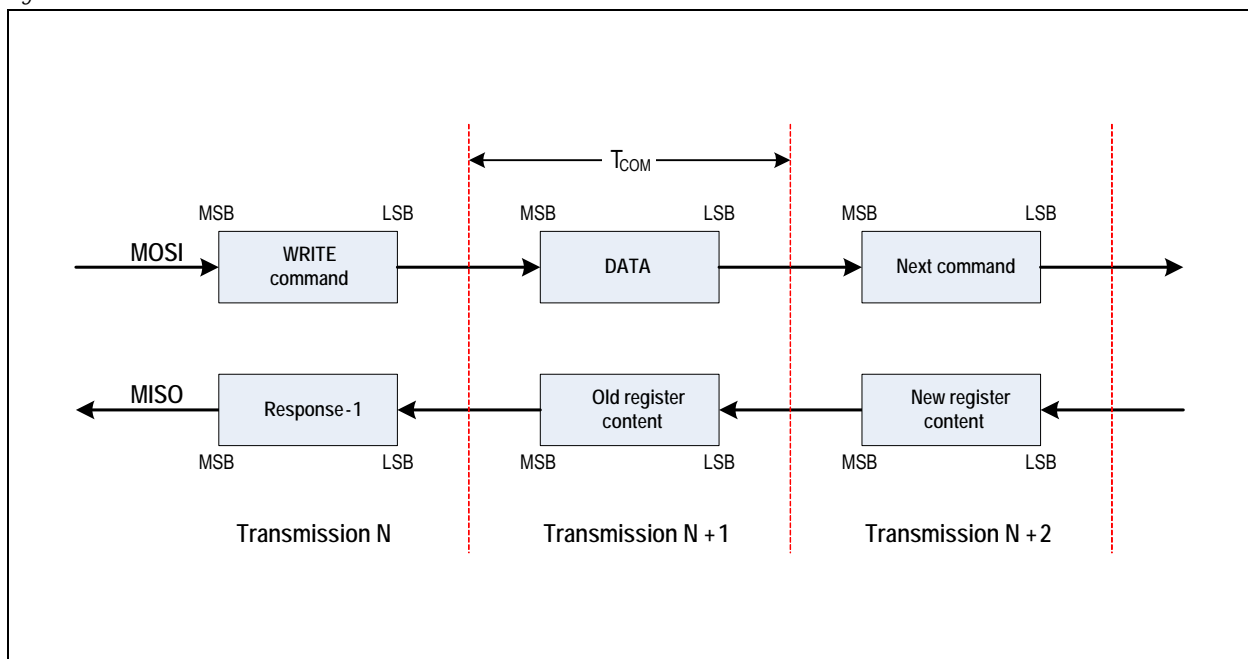 T_COM
MSB LSB MSB LSB MSB LSB
MOSI
WRITE
command
DATA
Next command
MISO
Response-1
Old register
content
New register
content
MSB LSB MSB LSB MSB LSB
Transmission N Transmission N +1 Transmission N +2